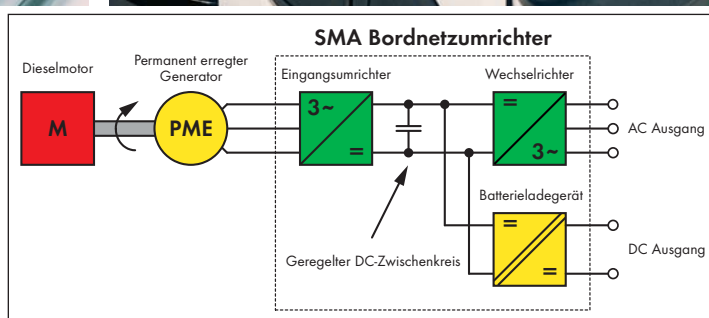 SMA Bordnetzumrichter
Dieselmotor
Permanent erregter
Generator
Eingangsumrichter
Wechselrichter
M
PME
3~
=
=
3~
AC Ausgang
Batterieladegerät
=
=
DC Ausgang
Geregelter DC-Zwischenkreis